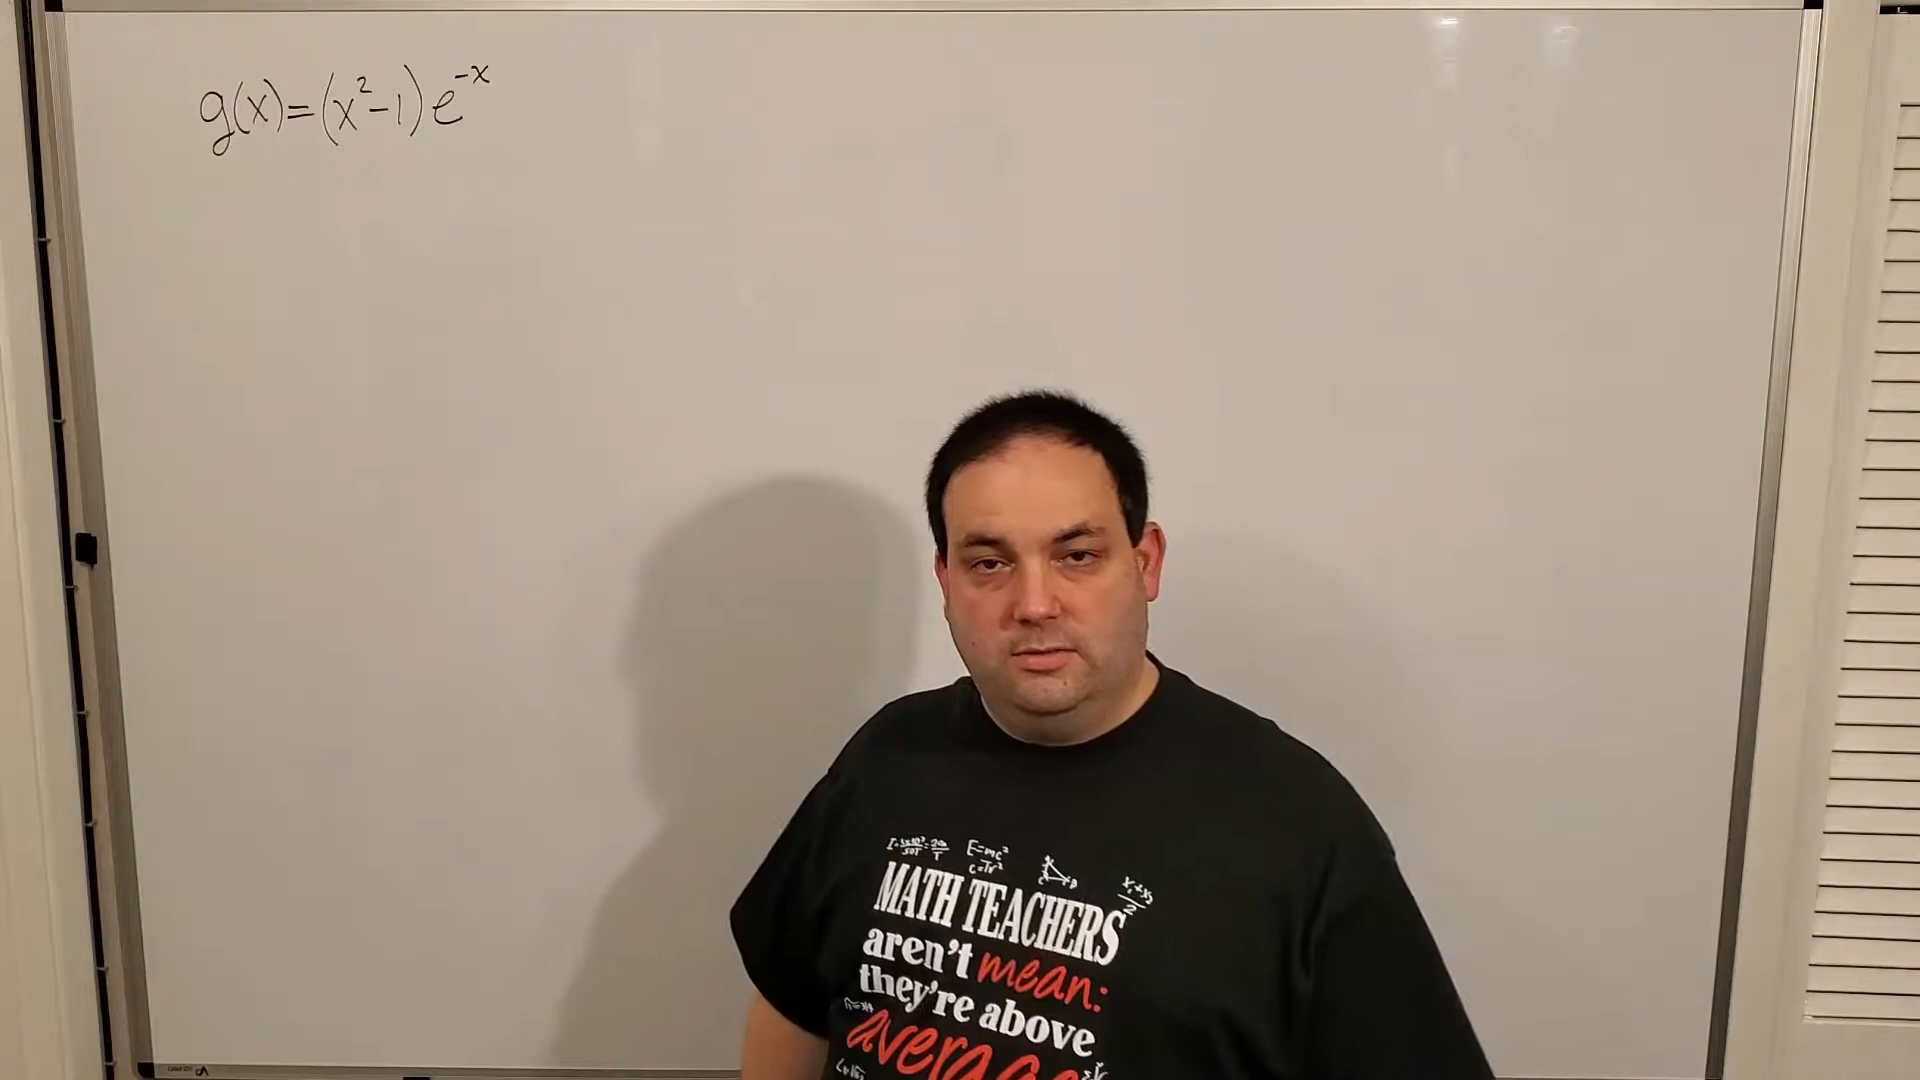 g(x)=(x²-1)e⁻ˣ
E=mc²
MATH TEACHERS
aren't mean:
they're above